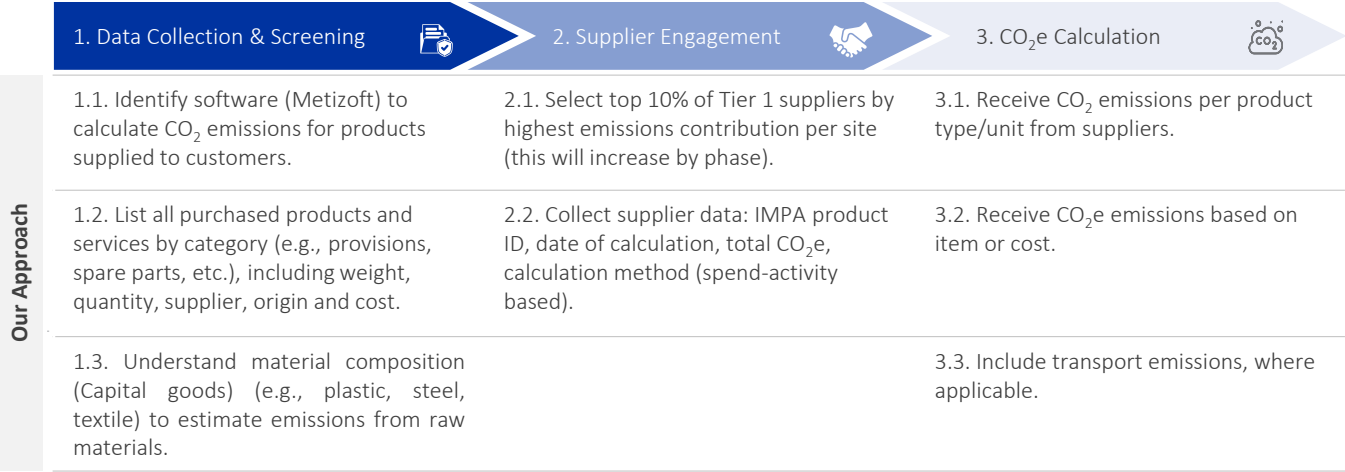 1. Data Collection & Screening
2. Supplier Engagement
3. CO₂e Calculation
CO₂
Our Approach
1.1. Identify software (Metizoft) to
calculate CO₂ emissions for products
supplied to customers.
2.1. Select top 10% of Tier 1 suppliers by
highest emissions contribution per site
(this will increase by phase).
3.1. Receive CO₂ emissions per product
type/unit from suppliers.
1.2. List all purchased products and
services by category (e.g., provisions,
spare parts, etc.), including weight,
quantity, supplier, origin and cost.
2.2. Collect supplier data: IMPA product
ID, date of calculation, total CO₂e,
calculation method (spend-activity
based).
3.2. Receive CO₂e emissions based on
item or cost.
1.3. Understand material composition
(Capital goods) (e.g., plastic, steel,
textile) to estimate emissions from raw
materials.
3.3. Include transport emissions, where
applicable.